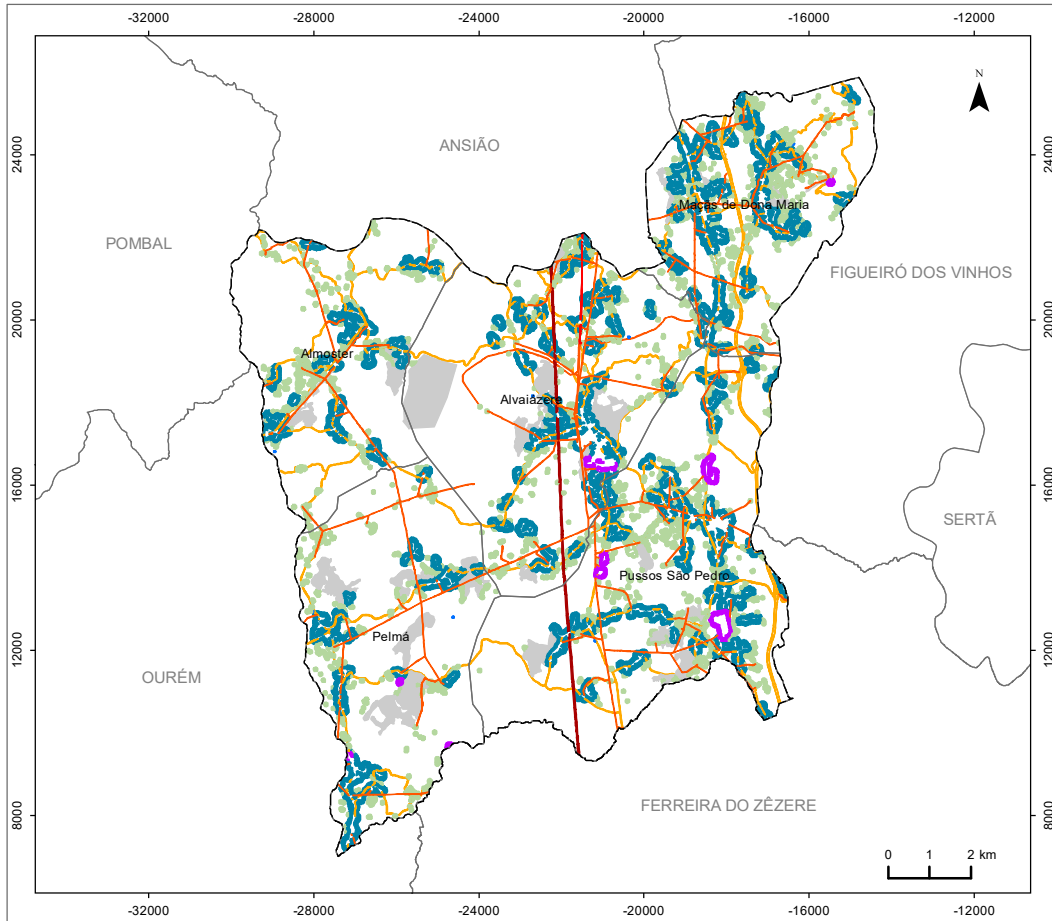 -32000 -28000 -24000 -20000 -16000 -12000
N
ANSIÃO
24000 24000
Maçãs de Dona Maria
POMBAL
FIGUEIRÓ DOS VINHOS
20000 20000
Almoster
Alvaiázere
16000 16000
SERTÃ
Pussos São Pedro
Pelmá
12000 12000
OURÉM
FERREIRA DO ZÊZERE
8000 8000
0 1 2 km
-32000 -28000 -24000 -20000 -16000 -12000